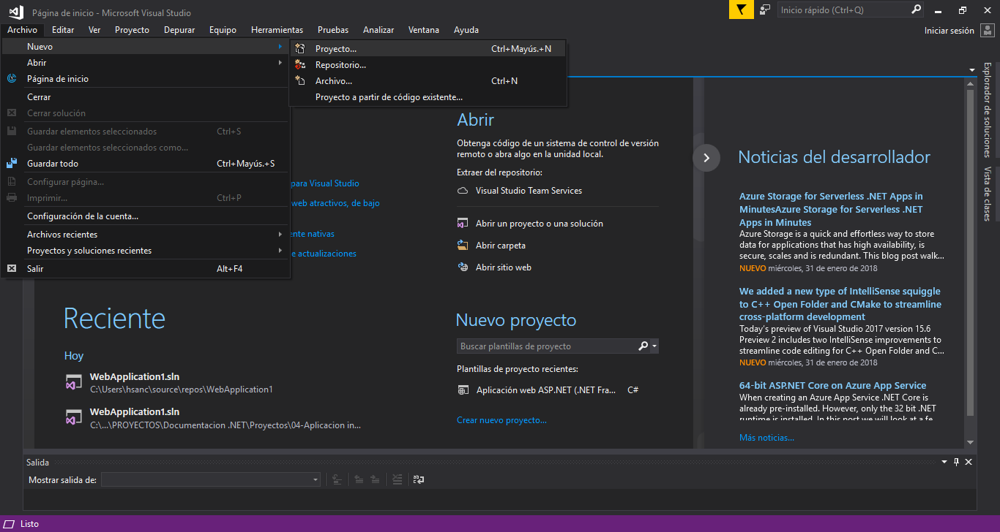 Página de inicio - Microsoft Visual Studio
Inicio rápido (Ctrl+Q)
Archivo Editar Ver Proyecto Depurar Equipo Herramientas Pruebas Analizar Ventana Ayuda
Iniciar sesión
Nuevo
Abrir
Página de inicio
Cerrar
Cerrar solución
Guardar elementos seleccionados Ctrl+S
Guardar elementos seleccionados como...
Guardar todo Ctrl+Mayús.+S
Configurar página...
Imprimir... Ctrl+P
Configuración de la cuenta...
Archivos recientes
Proyectos y soluciones recientes
Salir Alt+F4
Proyecto... Ctrl+Mayús.+N
Repositorio...
Archivo... Ctrl+N
Proyecto a partir de código existente...
para Visual Studio
web atractivos, de bajo
nte nativas
e actualizaciones
Reciente
Hoy
WebApplication1.sln
C:\Users\hsanc\source\repos\WebApplication1
WebApplication1.sln
C:\...\PROYECTOS\Documentacion .NET\Proyectos\04-Aplicacion in...
Abrir
Obtenga código de un sistema de control de versión
remoto o abra algo en la unidad local.
Extraer del repositorio:
Visual Studio Team Services
Abrir un proyecto o una solución
Abrir carpeta
Abrir sitio web
Nuevo proyecto
Buscar plantillas de proyecto
Plantillas de proyecto recientes:
Aplicación web ASP.NET (.NET Fra... C#
Crear nuevo proyecto...
Noticias del desarrollador
Azure Storage for Serverless .NET Apps in
MinutesAzure Storage for Serverless .NET
Apps in Minutes
Azure Storage is a quick and effortless way to store
data for applications that has high availability, is
secure, scales and is redundant. This blog post walk...
NUEVO miércoles, 31 de enero de 2018
We added a new type of IntelliSense squiggle
to C++ Open Folder and CMake to streamline
cross-platform development
Today's preview of Visual Studio 2017 version 15.6
Preview 2 includes two IntelliSense improvements to
streamline code editing for C++ Open Folder and C...
NUEVO miércoles, 31 de enero de 2018
64-bit ASP.NET Core on Azure App Service
When creating an Azure App Service .NET Core is
already pre-installed. However, only the 32 bit .NET
runtime is installed. In this post we will look at a fe
Más noticias...
Explorador de soluciones
Vista de clases
Salida
Mostrar salida de:
Listo